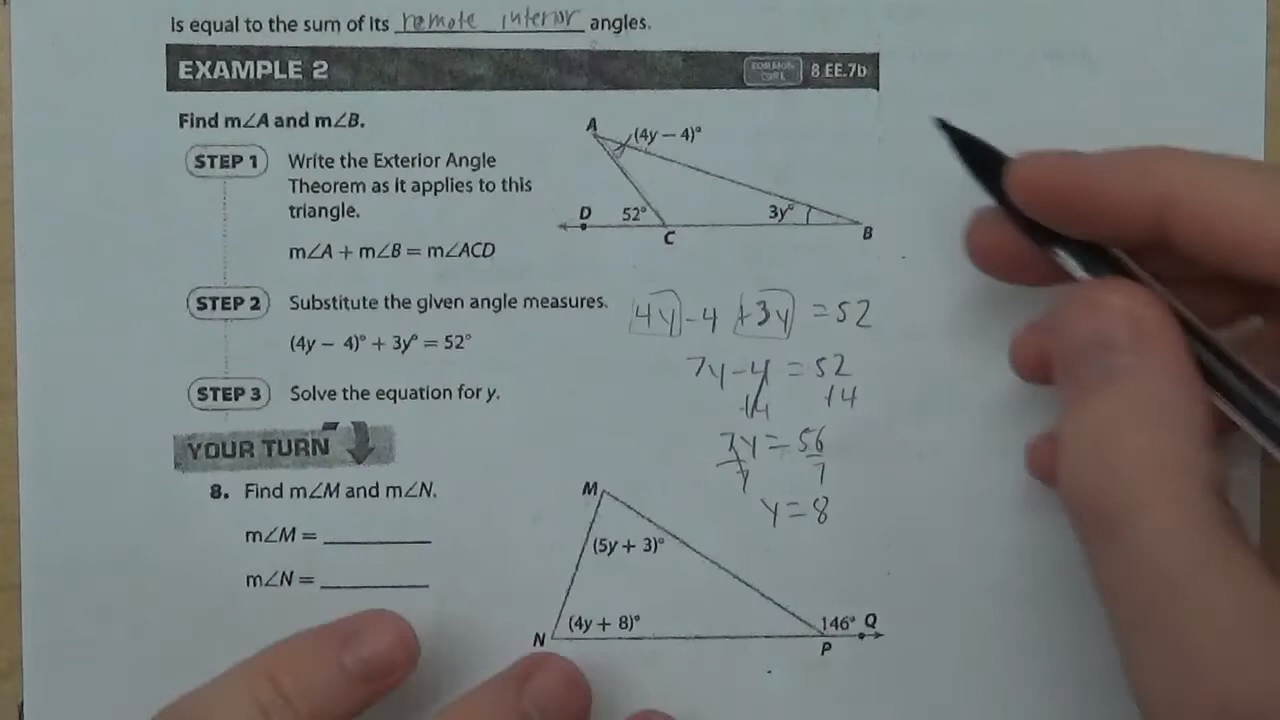 is equal to the sum of its remote interior angles.
EXAMPLE 2
COMMON CORE 8 EE.7b
Find m∠A and m∠B.
STEP 1 Write the Exterior Angle
Theorem as it applies to this
triangle.
m∠A + m∠B = m∠ACD
A (4y − 4)°
D 52° 3y°
C B
STEP 2 Substitute the given angle measures.
(4y − 4)° + 3y° = 52°
4y - 4 + 3y = 52
7y - 4 = 52
+4 +4
STEP 3 Solve the equation for y.
7y = 56
7 7
y = 8
YOUR TURN
8. Find m∠M and m∠N.
m∠M =
m∠N =
M
(5y + 3)°
(4y + 8)° 146° Q
N P